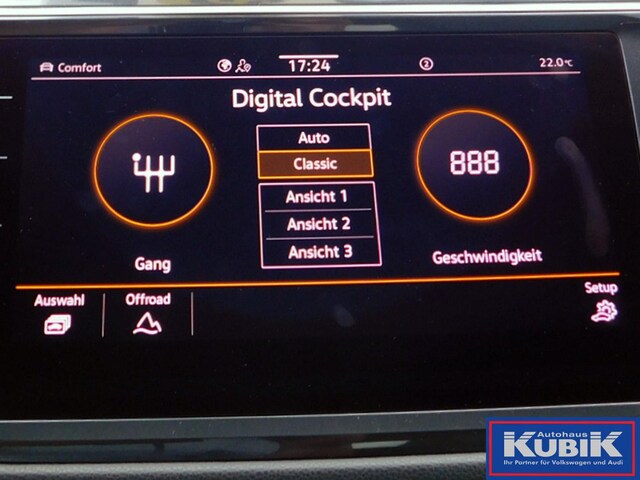 Comfort 17:24 2 22.0°C
Digital Cockpit
Auto
Classic
Ansicht 1
Ansicht 2
Ansicht 3
888
Gang
Geschwindigkeit
Auswahl Offroad Setup
Autohaus
KUBIK
Ihr Partner für Volkswagen und Audi